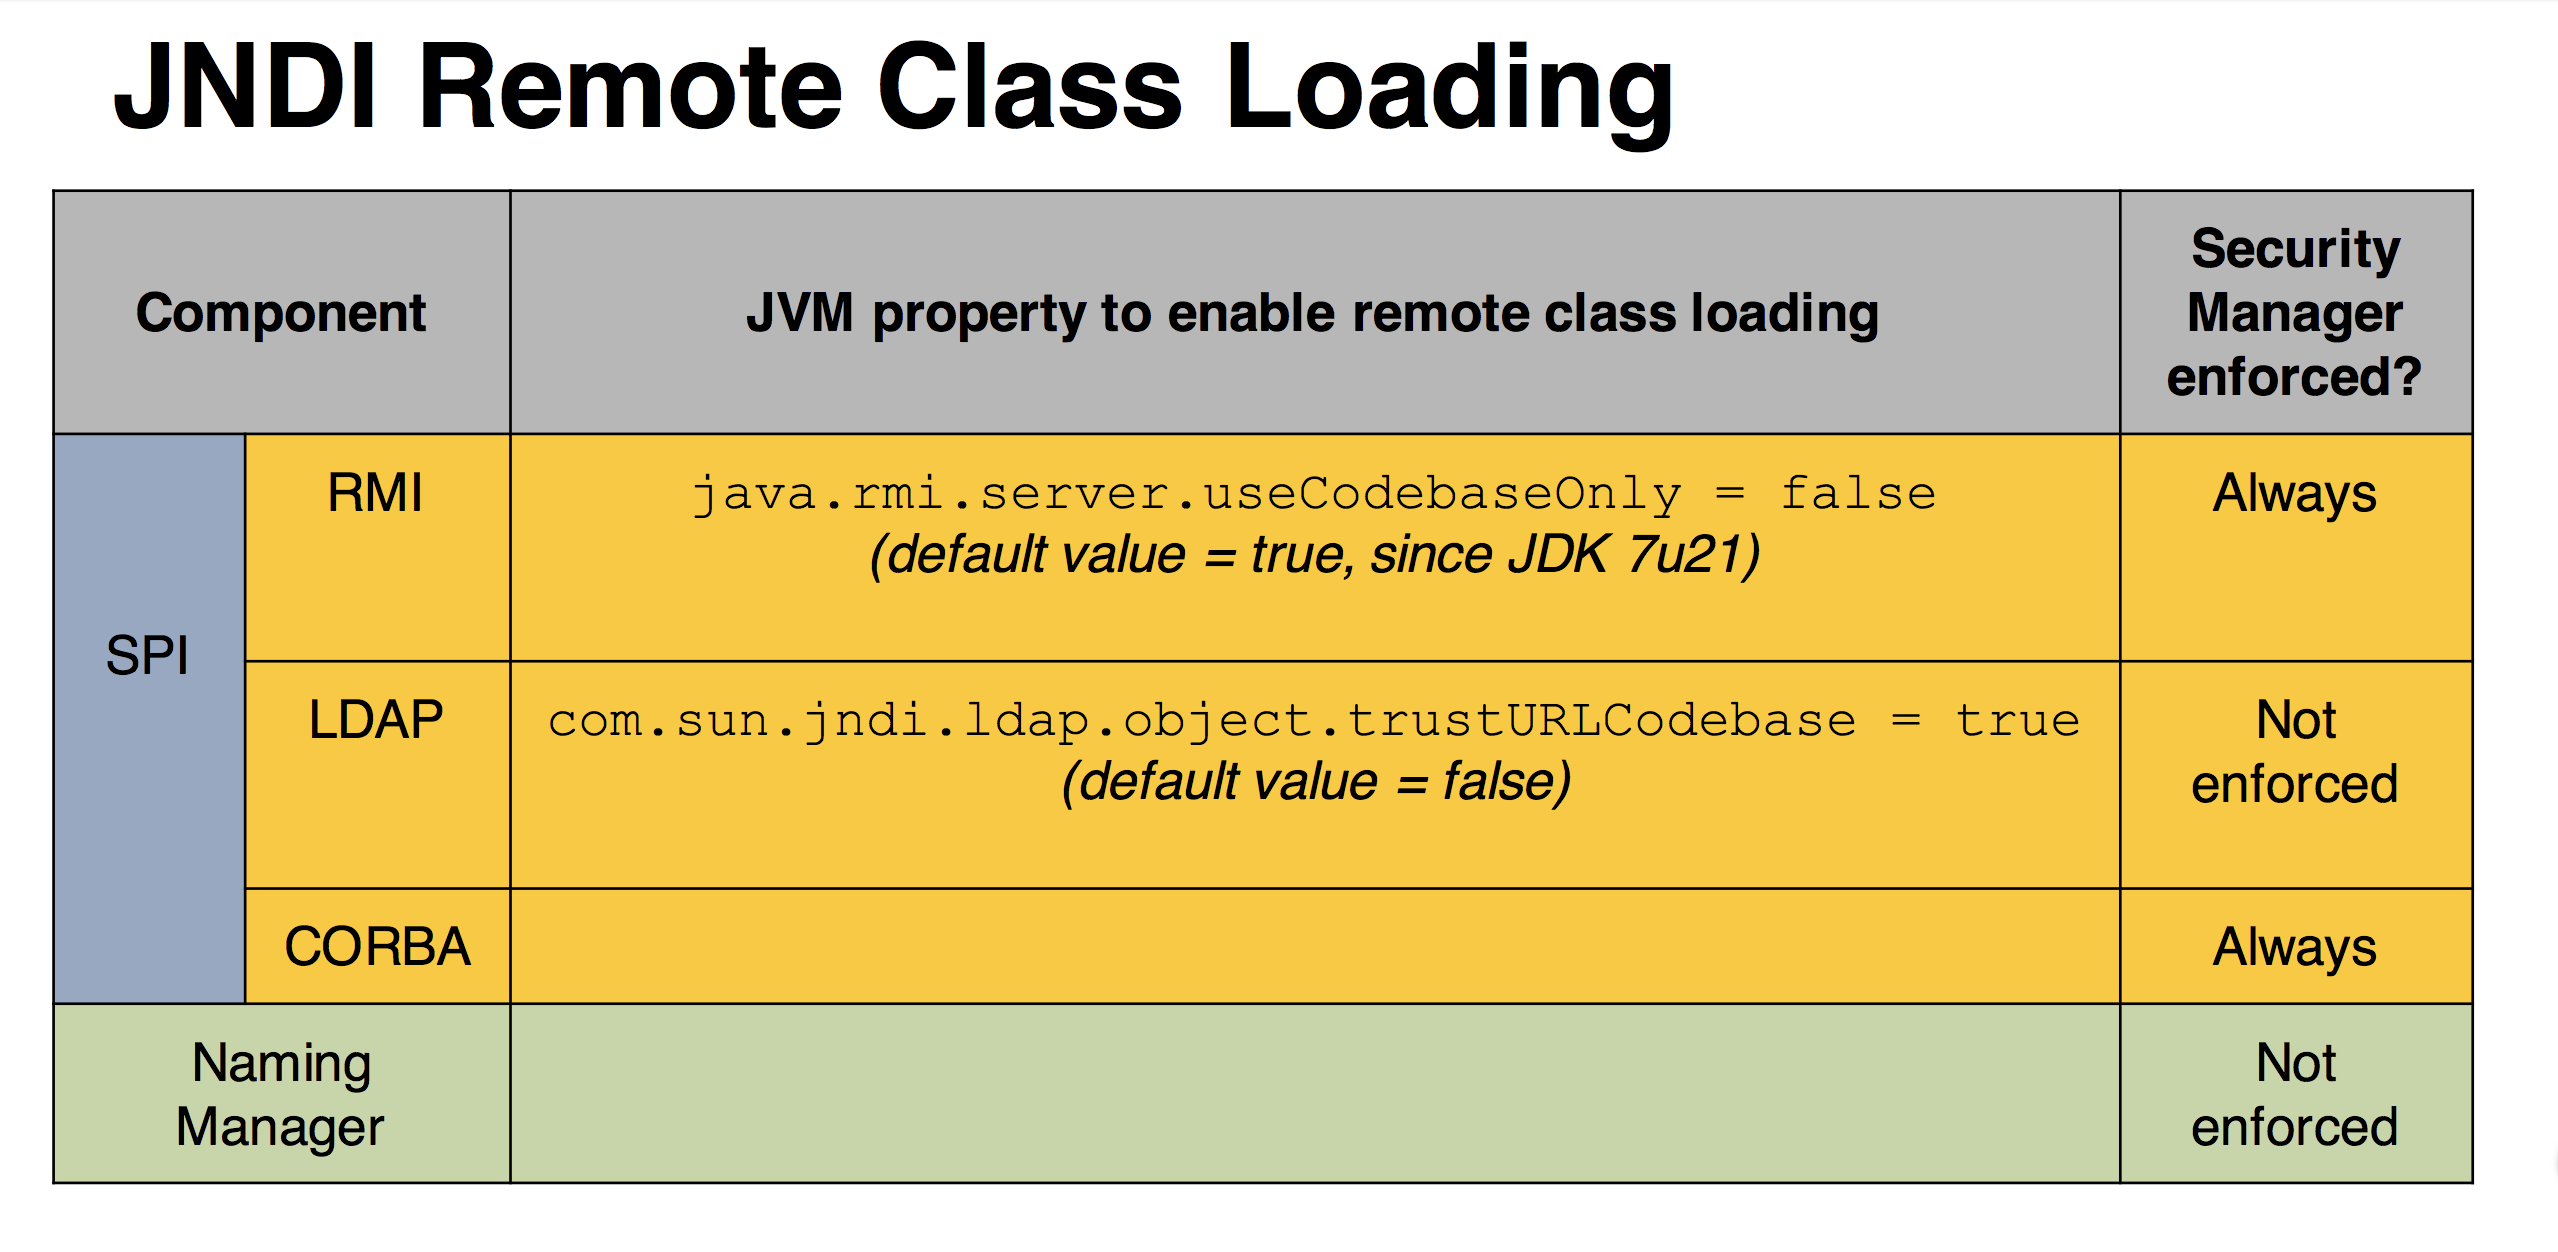 JNDI Remote Class Loading
Component
JVM property to enable remote class loading
Security
Manager
enforced?
SPI
RMI
java.rmi.server.useCodebaseOnly = false
(default value = true, since JDK 7u21)
Always
LDAP
com.sun.jndi.ldap.object.trustURLCodebase = true
(default value = false)
Not
enforced
CORBA
Always
Naming
Manager
Not
enforced